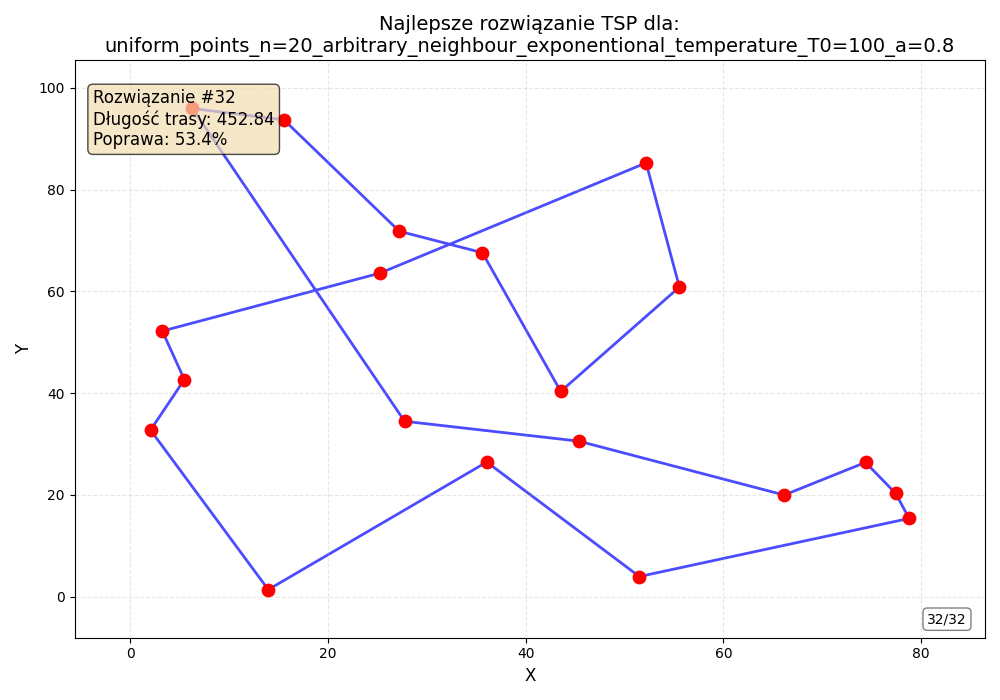 Najlepsze rozwiązanie TSP dla:
uniform_points_n=20_arbitrary_neighbour_exponentional_temperature_T0=100_a=0.8
Rozwiązanie #32
Długość trasy: 452.84
Poprawa: 53.4%
100
80
60
40
20
0
Y
32/32
0 20 40 60 80
X